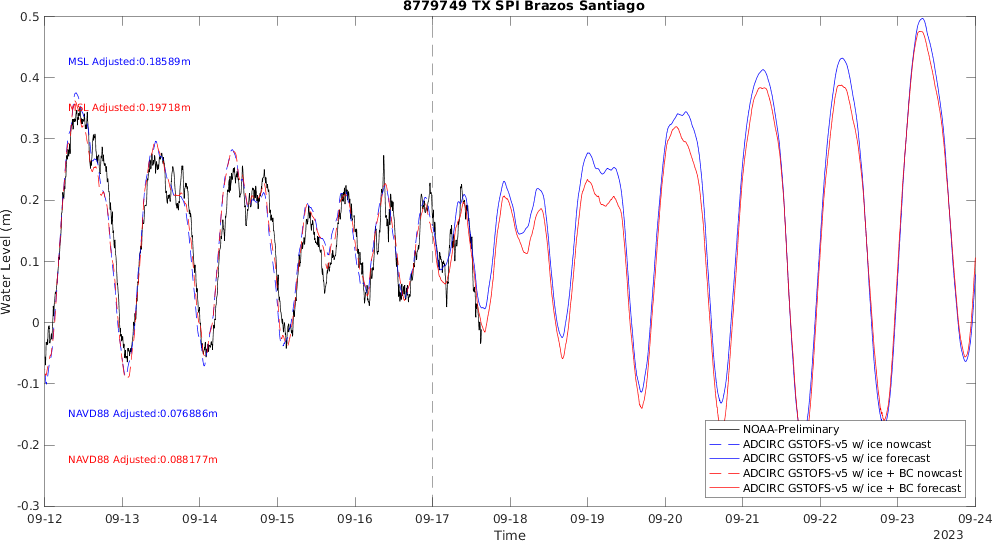 8779749 TX SPI Brazos Santiago
0.5
MSL Adjusted:0.18589m
0.4
MSL Adjusted:0.19718m
0.3
0.2
Water Level (m)
0.1
0
-0.1
NAVD88 Adjusted:0.076886m
-0.2
NAVD88 Adjusted:0.088177m
-0.3
NOAA-Preliminary
ADCIRC GSTOFS-v5 w/ ice nowcast
ADCIRC GSTOFS-v5 w/ ice forecast
ADCIRC GSTOFS-v5 w/ ice + BC nowcast
ADCIRC GSTOFS-v5 w/ ice + BC forecast
09-12 09-13 09-14 09-15 09-16 09-17 09-18 09-19 09-20 09-21 09-22 09-23 09-24
Time
2023